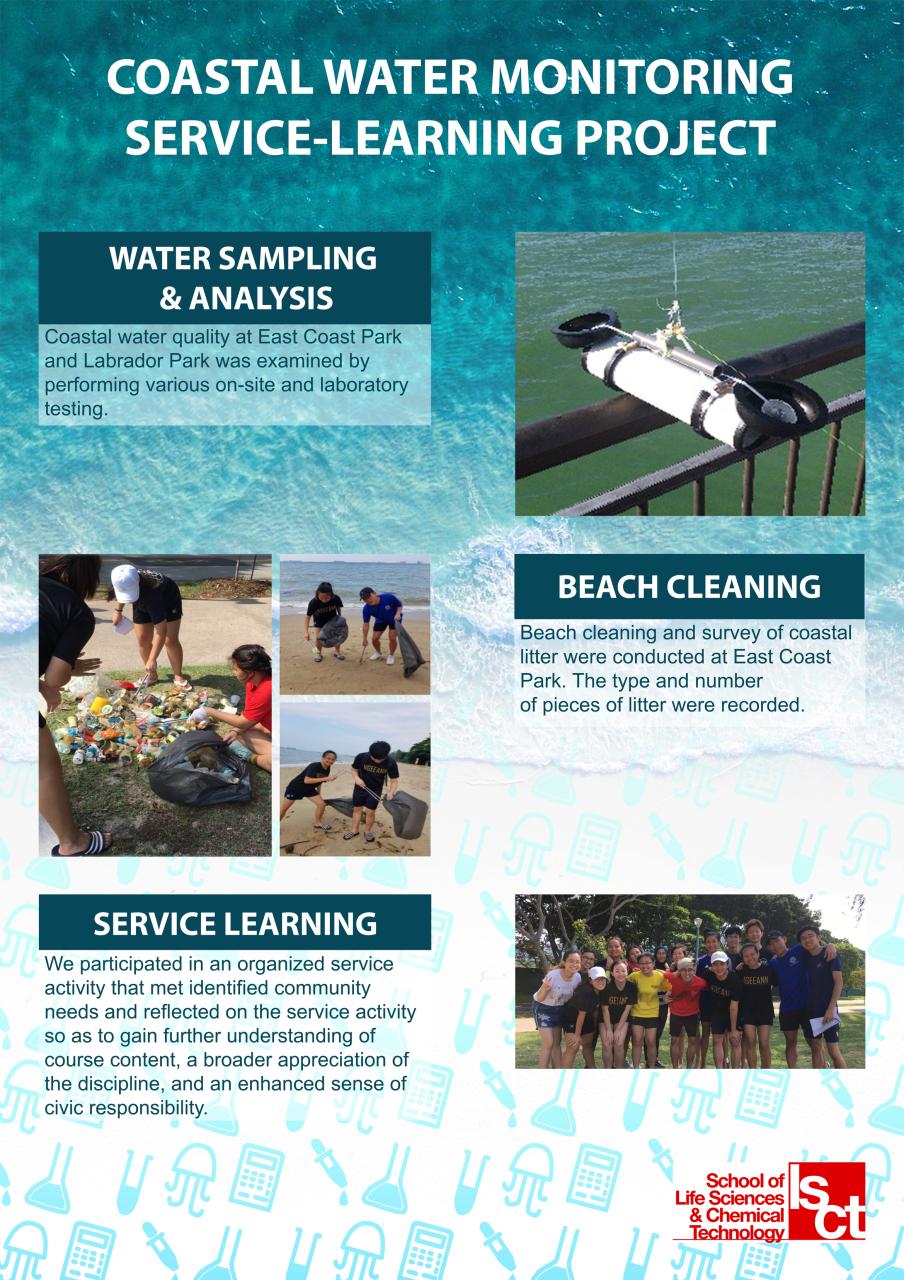 COASTAL WATER MONITORING
SERVICE-LEARNING PROJECT
WATER SAMPLING
& ANALYSIS
Coastal water quality at East Coast Park
and Labrador Park was examined by
performing various on-site and laboratory
testing.
BEACH CLEANING
Beach cleaning and survey of coastal
litter were conducted at East Coast
Park. The type and number
of pieces of litter were recorded.
NGEEANN
SERVICE LEARNING
We participated in an organized service
activity that met identified community
needs and reflected on the service activity
so as to gain further understanding of
course content, a broader appreciation of
the discipline, and an enhanced sense of
civic responsibility.
NGEEANN
School of
Life Sciences
& Chemical
Technology
lsct